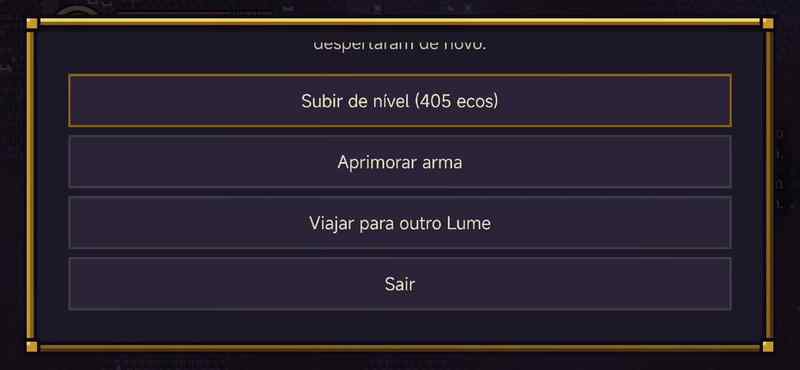 despertaram de novo.
Subir de nível (405 ecos)
Aprimorar arma
Viajar para outro Lume
Sair